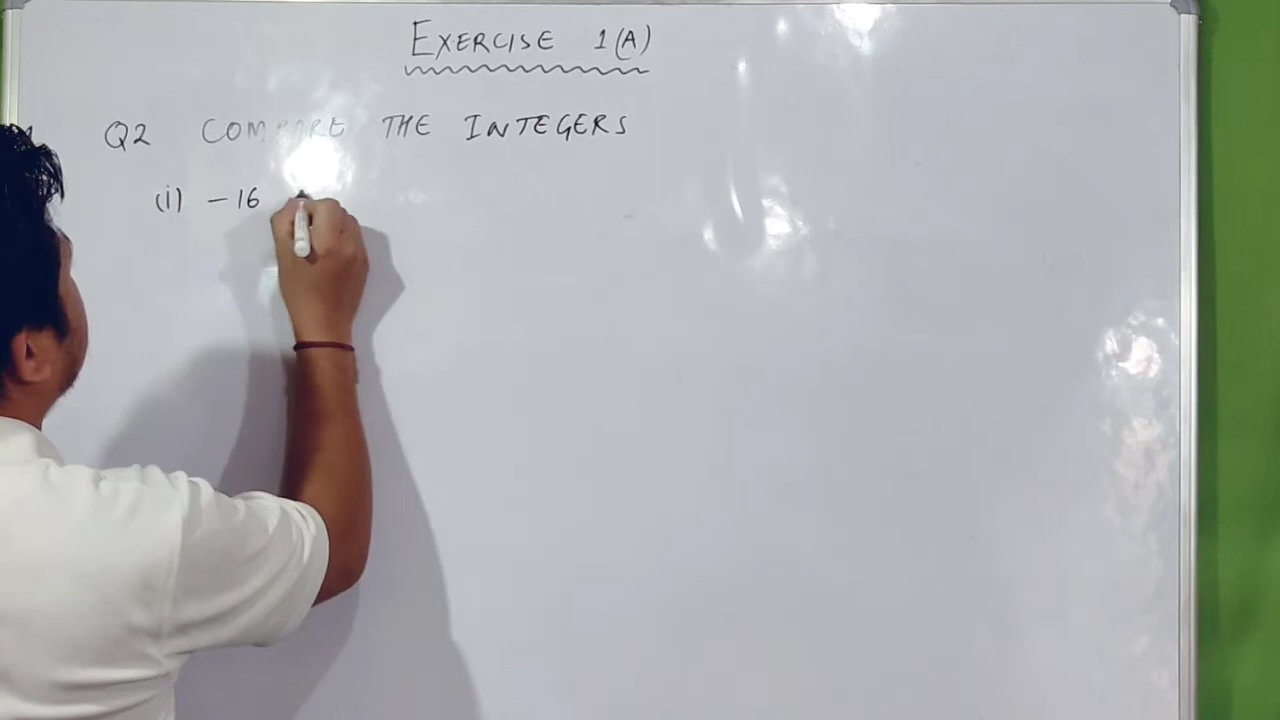 EXERCISE 1(A)
Q2 COMPARE THE INTEGERS
(i) -16